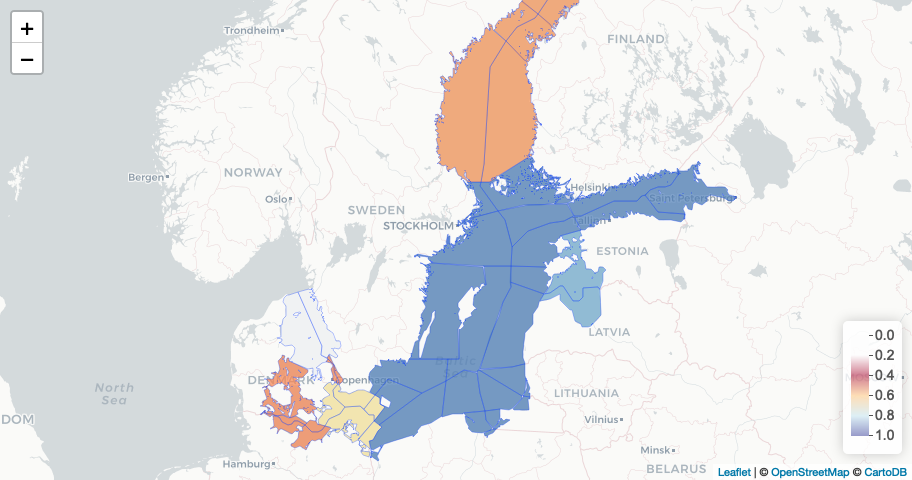 +
−
Trondheim
FINLAND
Bergen
NORWAY
Oslo
Helsinki
Saint Petersburg
SWEDEN
STOCKHOLM
Tallinn
ESTONIA
LATVIA
Baltic
Sea
DENMARK
Copenhagen
North
Sea
LITHUANIA
DOM
Vilnius
Hamburg
Minsk
BELARUS
-0.0
-0.2
-0.4
-0.6
-0.8
-1.0
Leaflet | © OpenStreetMap © CartoDB